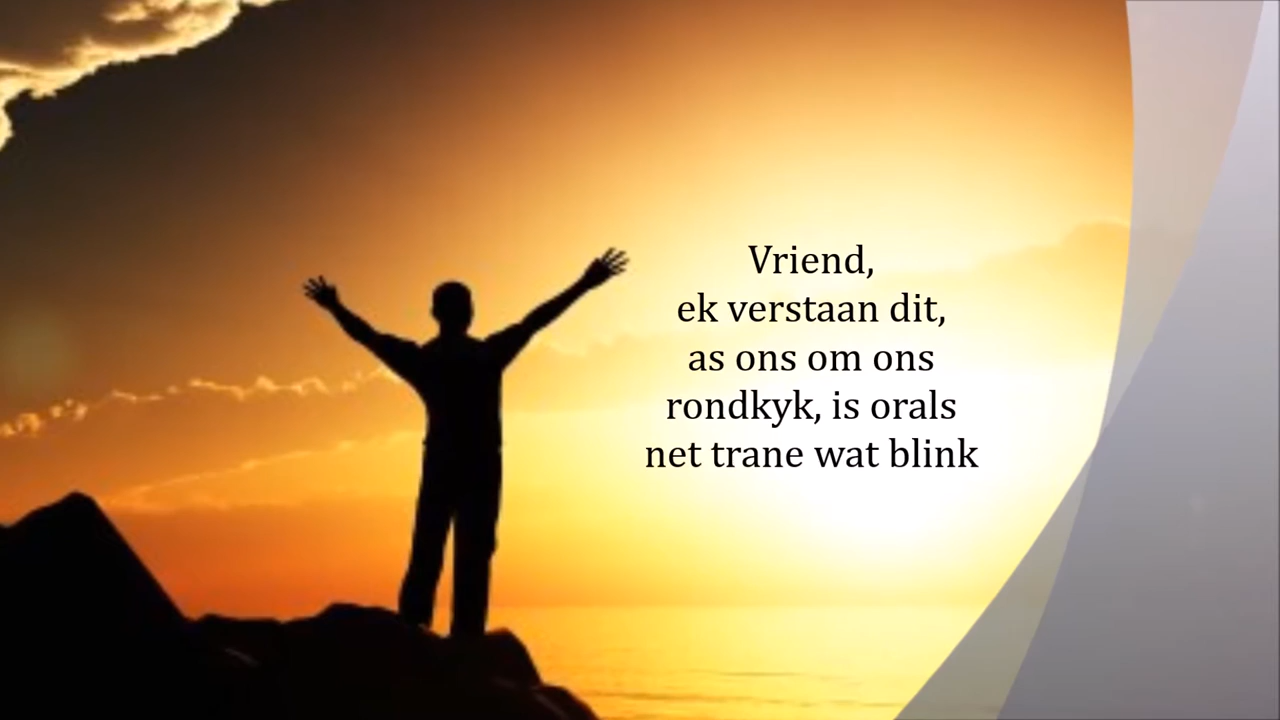 Vriend,
ek verstaan dit,
as ons om ons
rondkyk, is orals
net trane wat blink